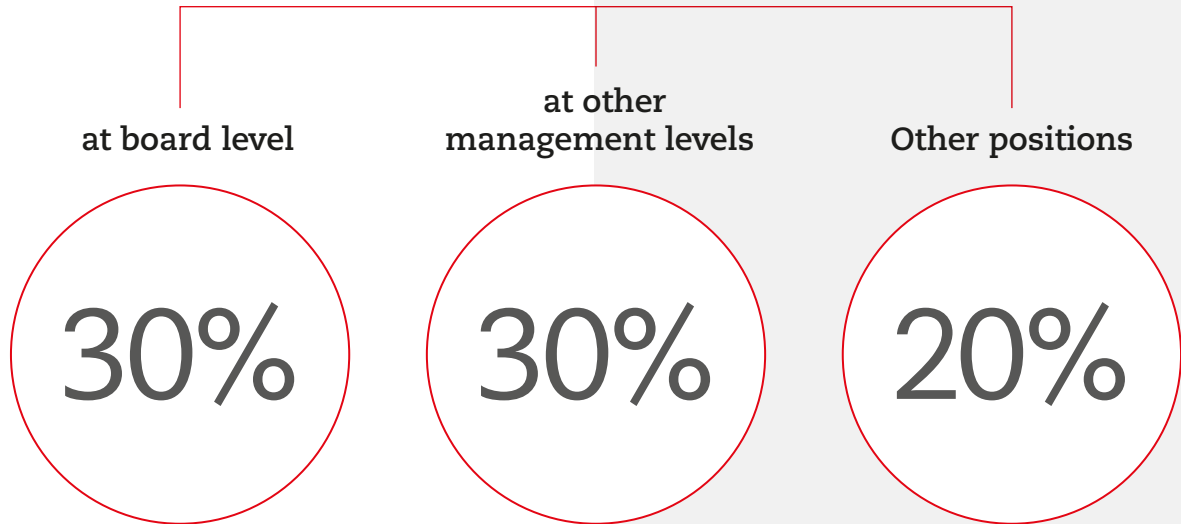 at board level
at other
management levels
Other positions
30%
30%
20%